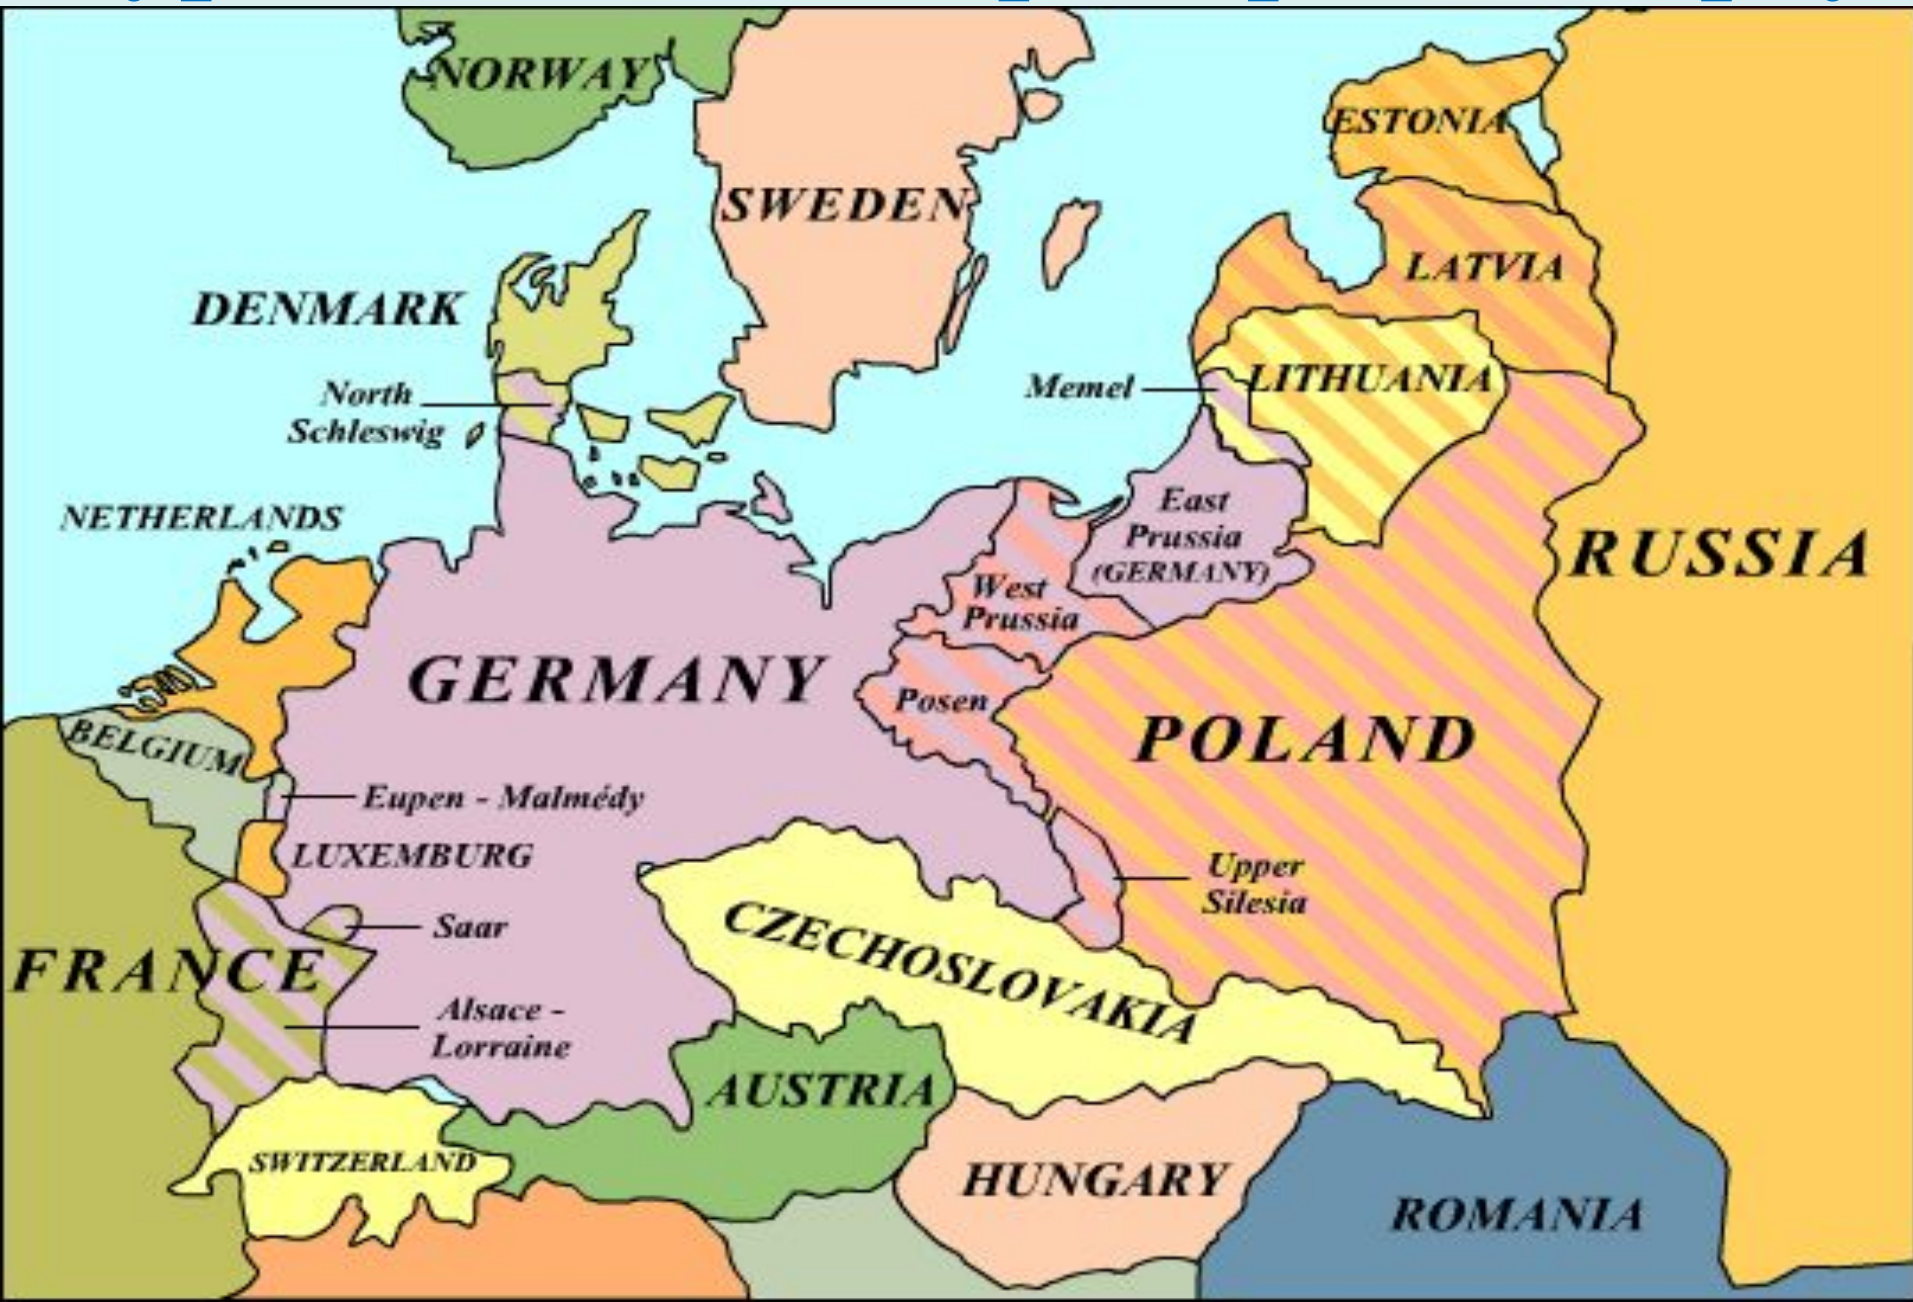 NORWAY
ESTONIA
SWEDEN
LATVIA
DENMARK
North
Schleswig
Memel
LITHUANIA
NETHERLANDS
East
Prussia
(GERMANY)
RUSSIA
West
Prussia
GERMANY
Posen
POLAND
BELGIUM
Eupen - Malmédy
LUXEMBURG
Upper
Silesia
Saar
FRANCE
CZECHOSLOVAKIA
Alsace -
Lorraine
AUSTRIA
SWITZERLAND
HUNGARY
ROMANIA